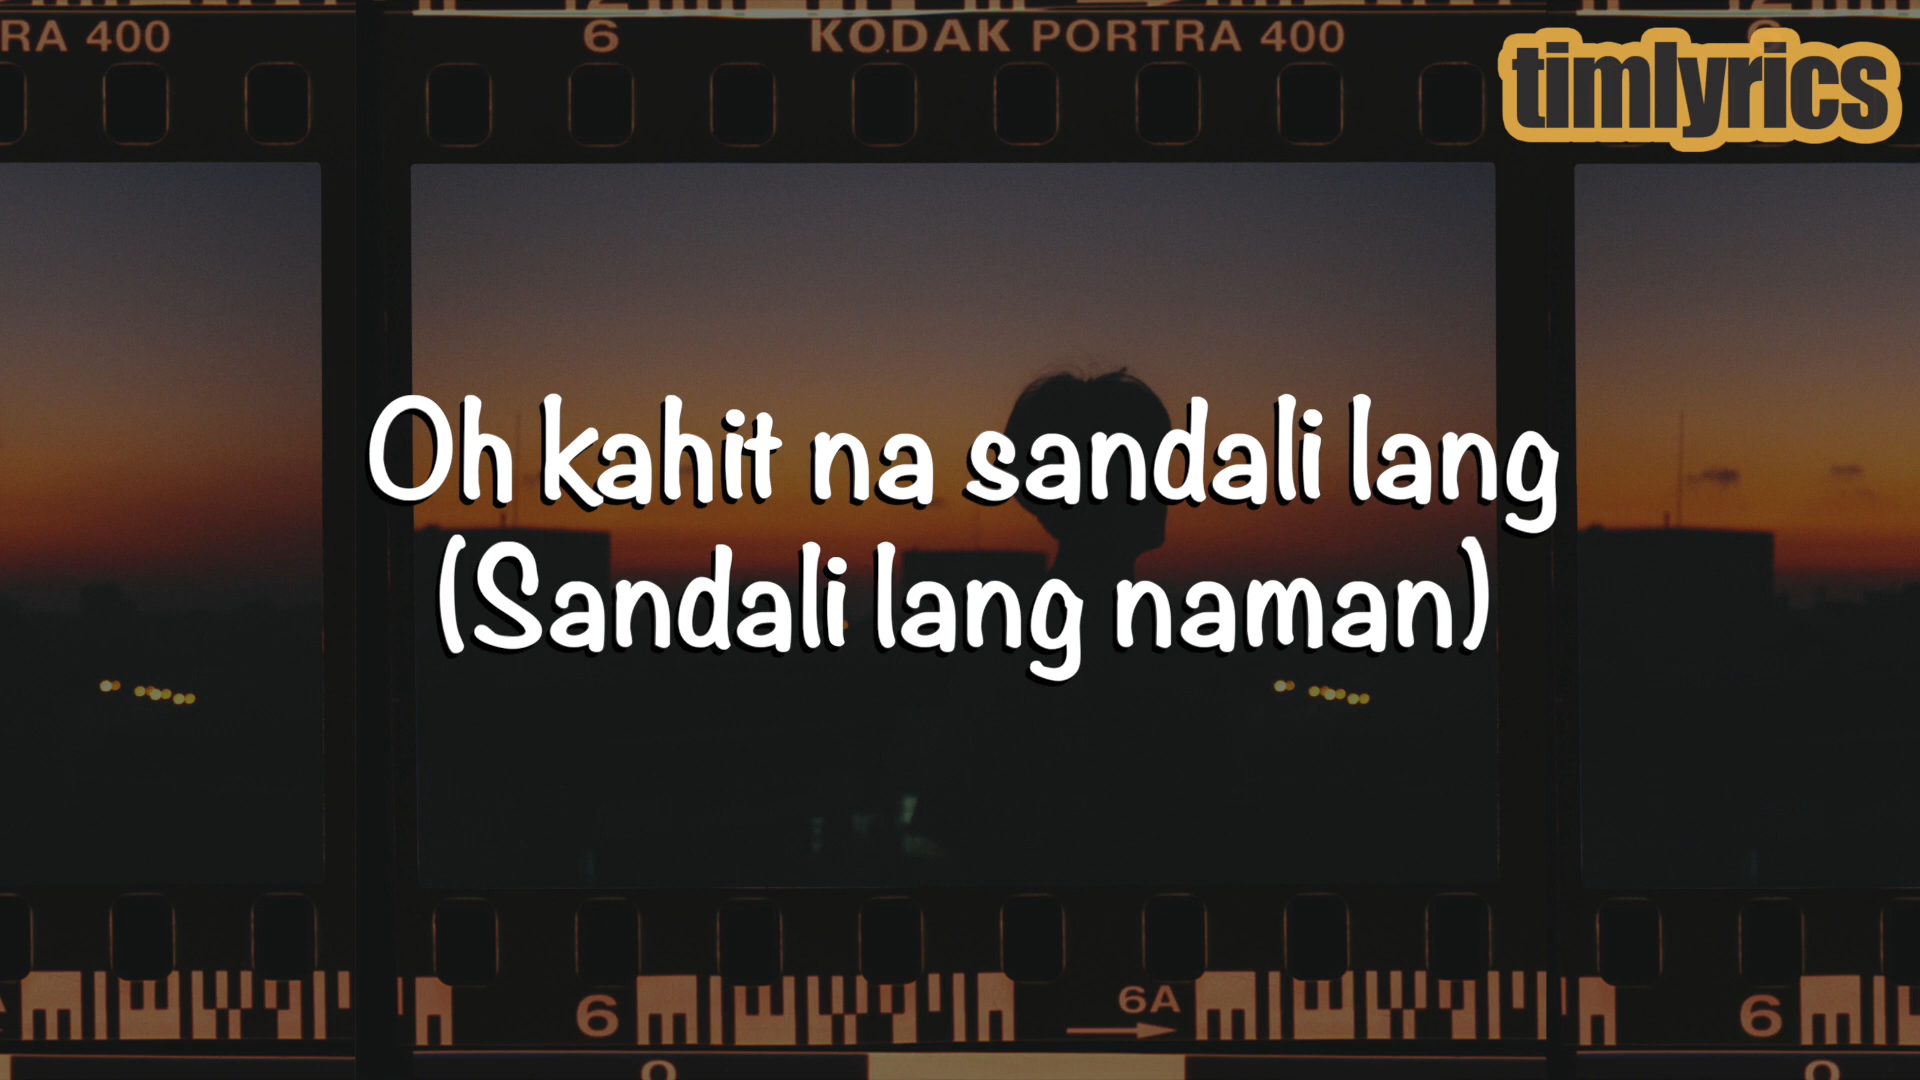 RA 400
6
KODAK PORTRA 400
timlyrics
Oh kahit na sandali lang
(Sandali lang naman)
6
6A
6